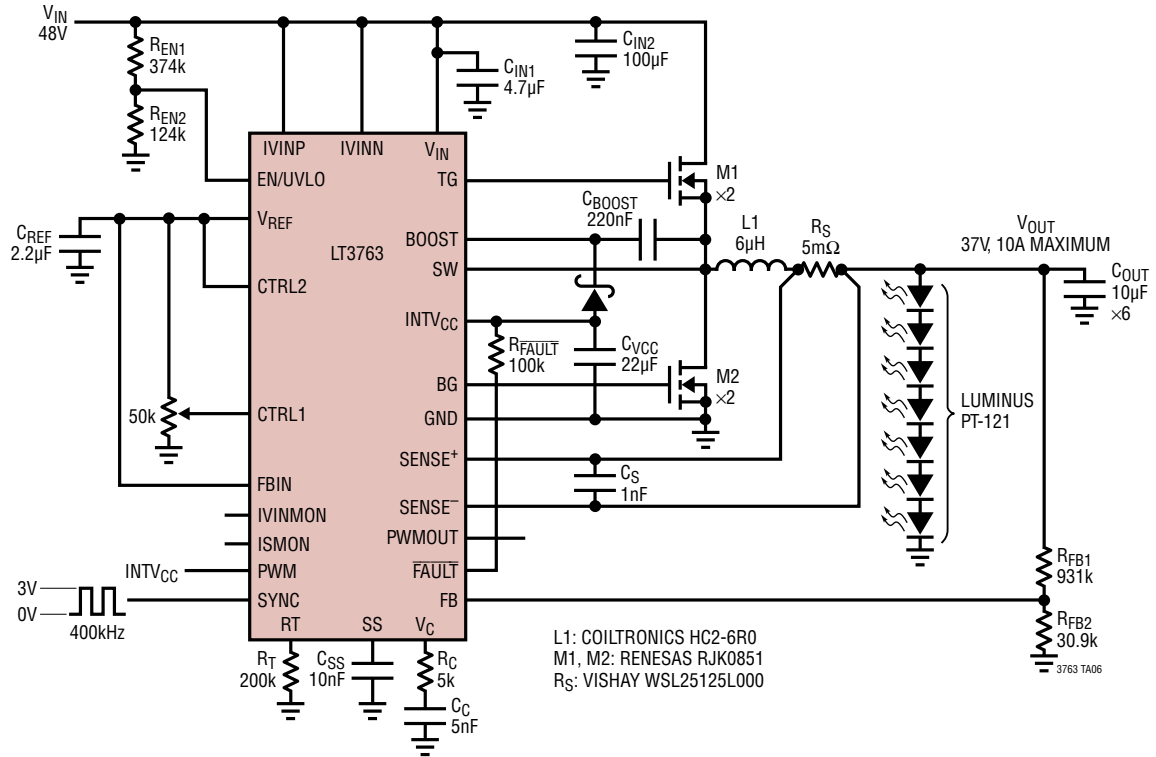 VIN
48V
REN1
374k
REN2
124k
CIN1
4.7µF
CIN2
100µF
IVINP
IVINN
VIN
EN/UVLO
TG
M1
×2
CREF
2.2µF
VREF
LT3763
BOOST
CBOOST
220nF
SW
L1
6µH
RS
5mΩ
VOUT
37V, 10A MAXIMUM
COUT
10µF
×6
CTRL2
INTVCC
RFAULT
100k
CVCC
22µF
BG
M2
×2
50k
CTRL1
GND
LUMINUS
PT-121
SENSE+
CS
1nF
FBIN
SENSE–
IVINMON
PWMOUT
ISMON
INTVCC
PWM
FAULT
RFB1
931k
3V
0V
400kHz
SYNC
FB
RFB2
30.9k
RT
SS
VC
RT
200k
CSS
10nF
RC
5k
CC
5nF
L1: COILTRONICS HC2-6R0
M1, M2: RENESAS RJK0851
RS: VISHAY WSL25125L000
3763 TA06